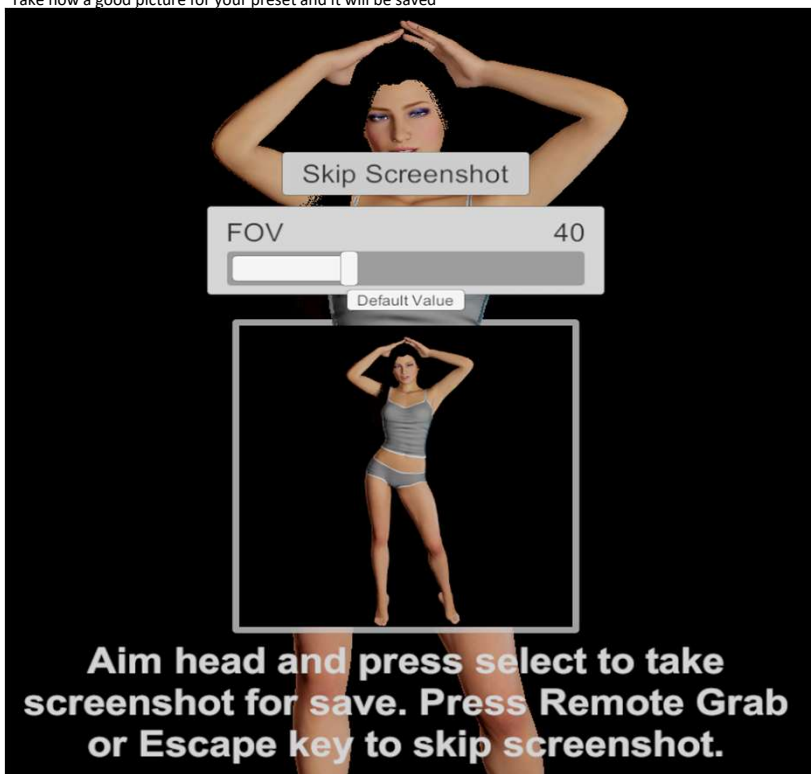 Take now a good picture for your preset and it will be saved
Skip Screenshot
FOV 40
Default Value
Aim head and press select to take
screenshot for save. Press Remote Grab
or Escape key to skip screenshot.